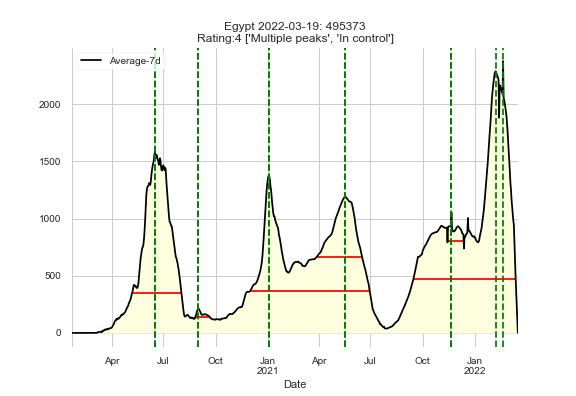 Egypt 2022-03-19: 495373
Rating:4 ['Multiple peaks', 'In control']
Average-7d
2000
1500
1000
500
0
Apr Jul Oct Jan Apr Jul Oct Jan
2021 2022
Date